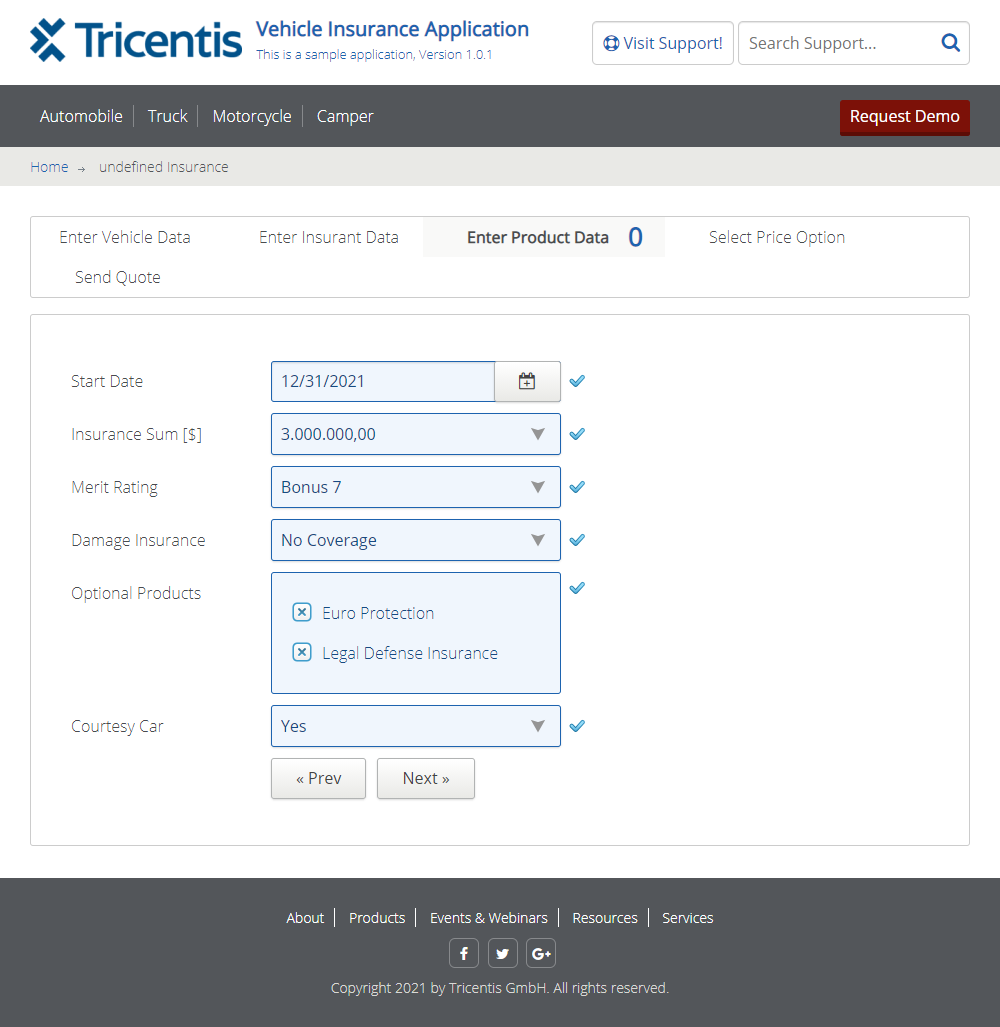 Tricentis
Vehicle Insurance Application
This is a sample application, Version 1.0.1
Visit Support!
Search Support...
Automobile Truck Motorcycle Camper
Request Demo
Home → undefined Insurance
Enter Vehicle Data Enter Insurant Data Enter Product Data 0 Select Price Option
Send Quote
Start Date 12/31/2021
Insurance Sum [$] 3.000.000,00
Merit Rating Bonus 7
Damage Insurance No Coverage
Optional Products
Euro Protection
Legal Defense Insurance
Courtesy Car Yes
« Prev Next »
About Products Events & Webinars Resources Services
Copyright 2021 by Tricentis GmbH. All rights reserved.